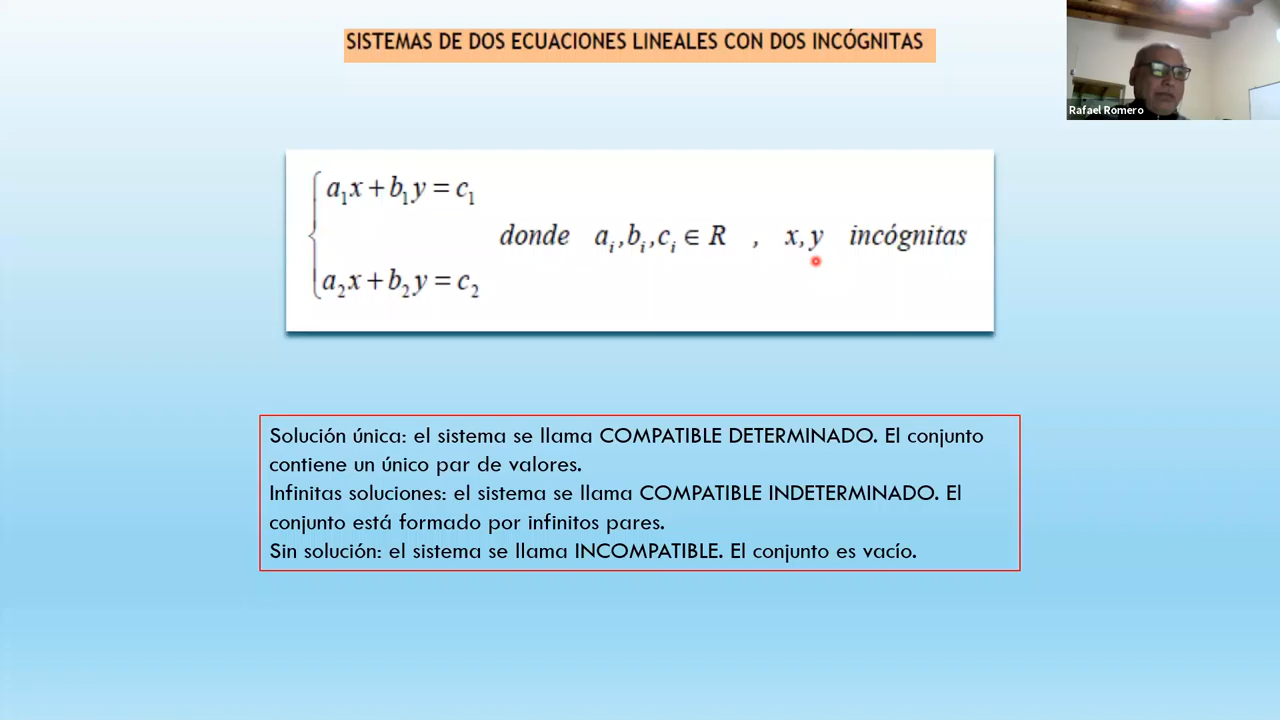 SISTEMAS DE DOS ECUACIONES LINEALES CON DOS INCÓGNITAS
Rafael Romero
a₁x + b₁y = c₁
donde aᵢ, bᵢ, cᵢ ∈ R , x, y incógnitas
a₂x + b₂y = c₂
Solución única: el sistema se llama COMPATIBLE DETERMINADO. El conjunto
contiene un único par de valores.
Infinitas soluciones: el sistema se llama COMPATIBLE INDETERMINADO. El
conjunto está formado por infinitos pares.
Sin solución: el sistema se llama INCOMPATIBLE. El conjunto es vacío.